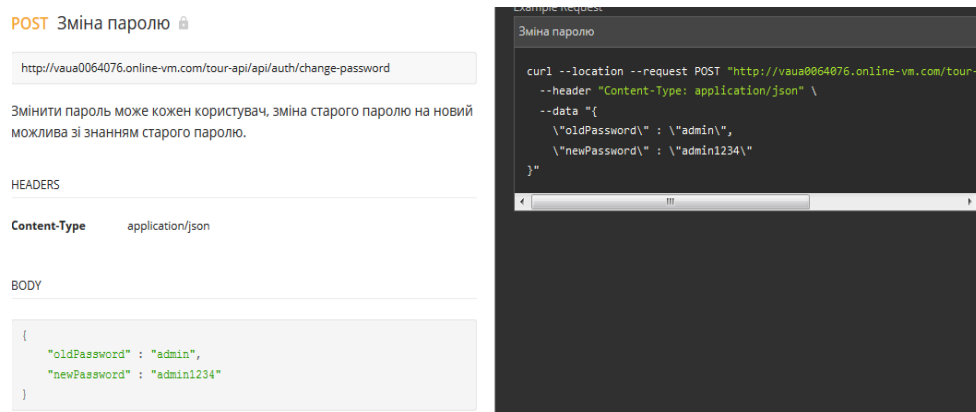 POST Зміна паролю
http://vaua0064076.online-vm.com/tour-api/api/auth/change-password
Змінити пароль може кожен користувач, зміна старого паролю на новий
можлива зі знанням старого паролю.
HEADERS
Content-Type application/json
BODY
{
"oldPassword" : "admin",
"newPassword" : "admin1234"
}
Example Request
Зміна паролю
curl --location --request POST "http://vaua0064076.online-vm.com/tour-
--header "Content-Type: application/json" \
--data "{
\"oldPassword\" : \"admin\",
\"newPassword\" : \"admin1234\"
}"